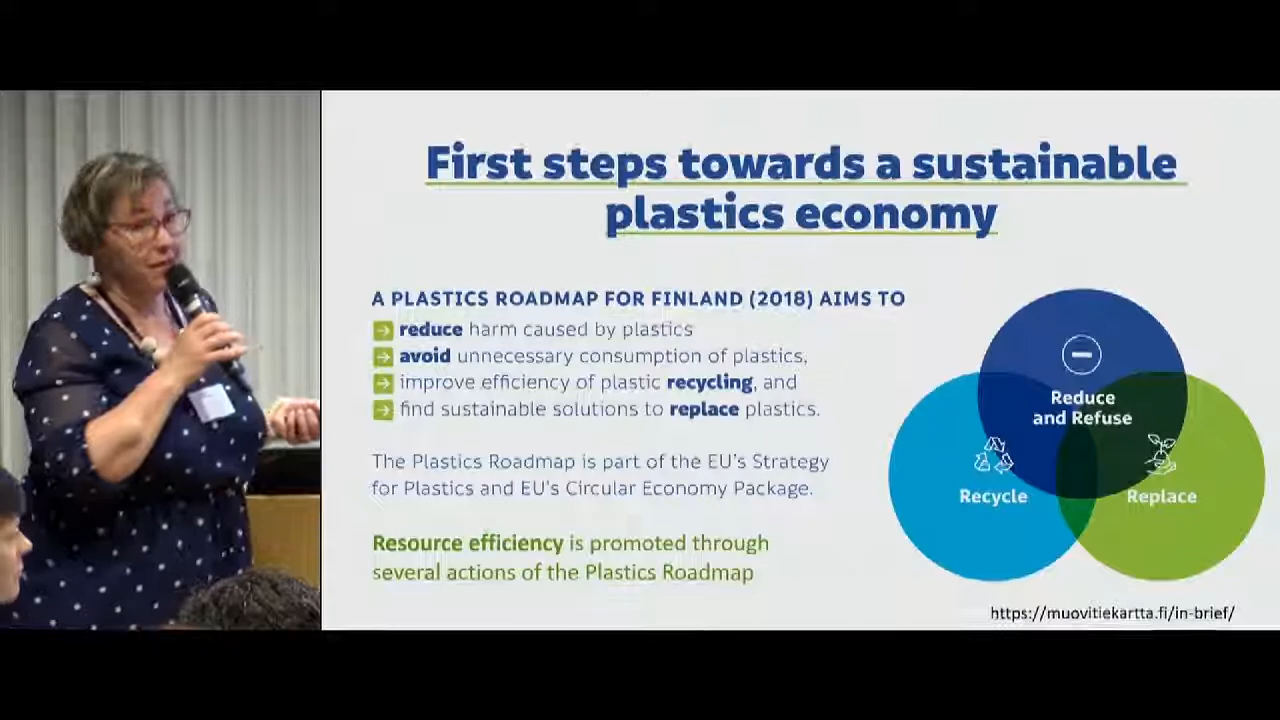 First steps towards a sustainable
plastics economy
A PLASTICS ROADMAP FOR FINLAND (2018) AIMS TO
reduce harm caused by plastics
avoid unnecessary consumption of plastics,
improve efficiency of plastic recycling, and
find sustainable solutions to replace plastics.
The Plastics Roadmap is part of the EU's Strategy
for Plastics and EU's Circular Economy Package.
Resource efficiency is promoted through
several actions of the Plastics Roadmap
Reduce
and Refuse
Recycle
Replace
https://muovitiekartta.fi/in-brief/